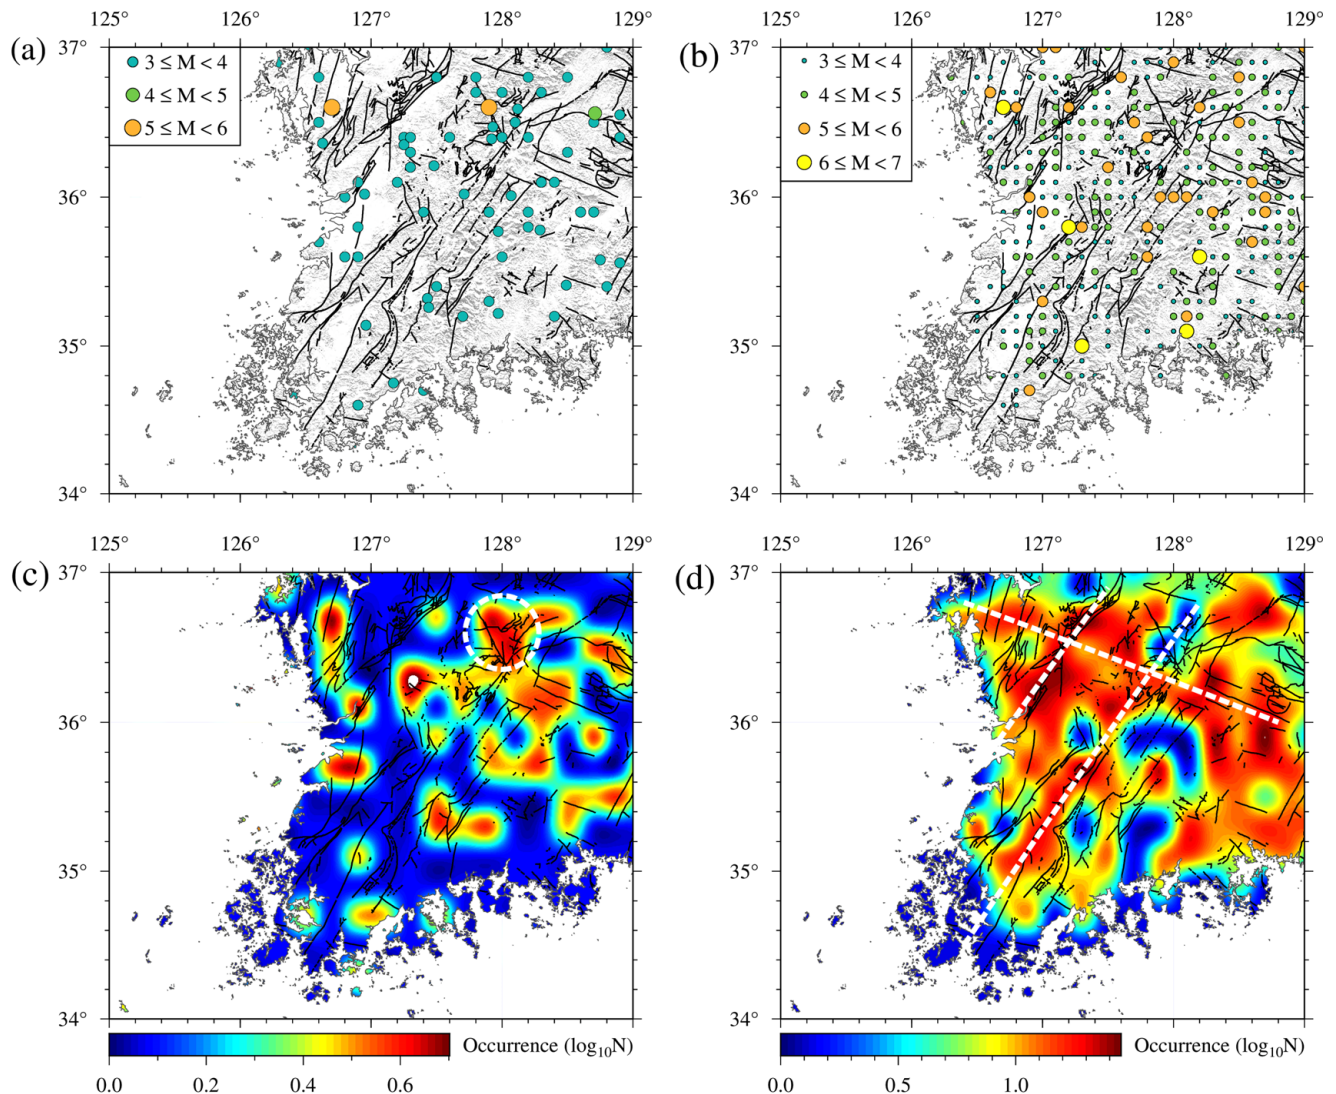 125° 126° 127° 128° 129°
125° 126° 127° 128° 129°
(a)
37°
36°
35°
34°
3 ≤ M < 4
4 ≤ M < 5
5 ≤ M < 6
(b)
37°
36°
35°
34°
3 ≤ M < 4
4 ≤ M < 5
5 ≤ M < 6
6 ≤ M < 7
125° 126° 127° 128° 129°
125° 126° 127° 128° 129°
(c)
37°
36°
35°
34°
(d)
37°
36°
35°
34°
Occurrence (log₁₀N)
0.0 0.2 0.4 0.6
Occurrence (log₁₀N)
0.0 0.5 1.0